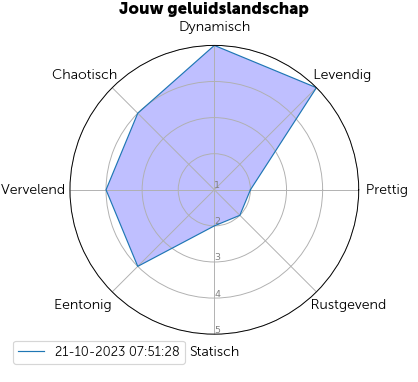 Jouw geluidslandschap
Dynamisch
Chaotisch
Levendig
Vervelend
1
Prettig
2
3
4
Eentonig
Rustgevend
5
21-10-2023 07:51:28
Statisch